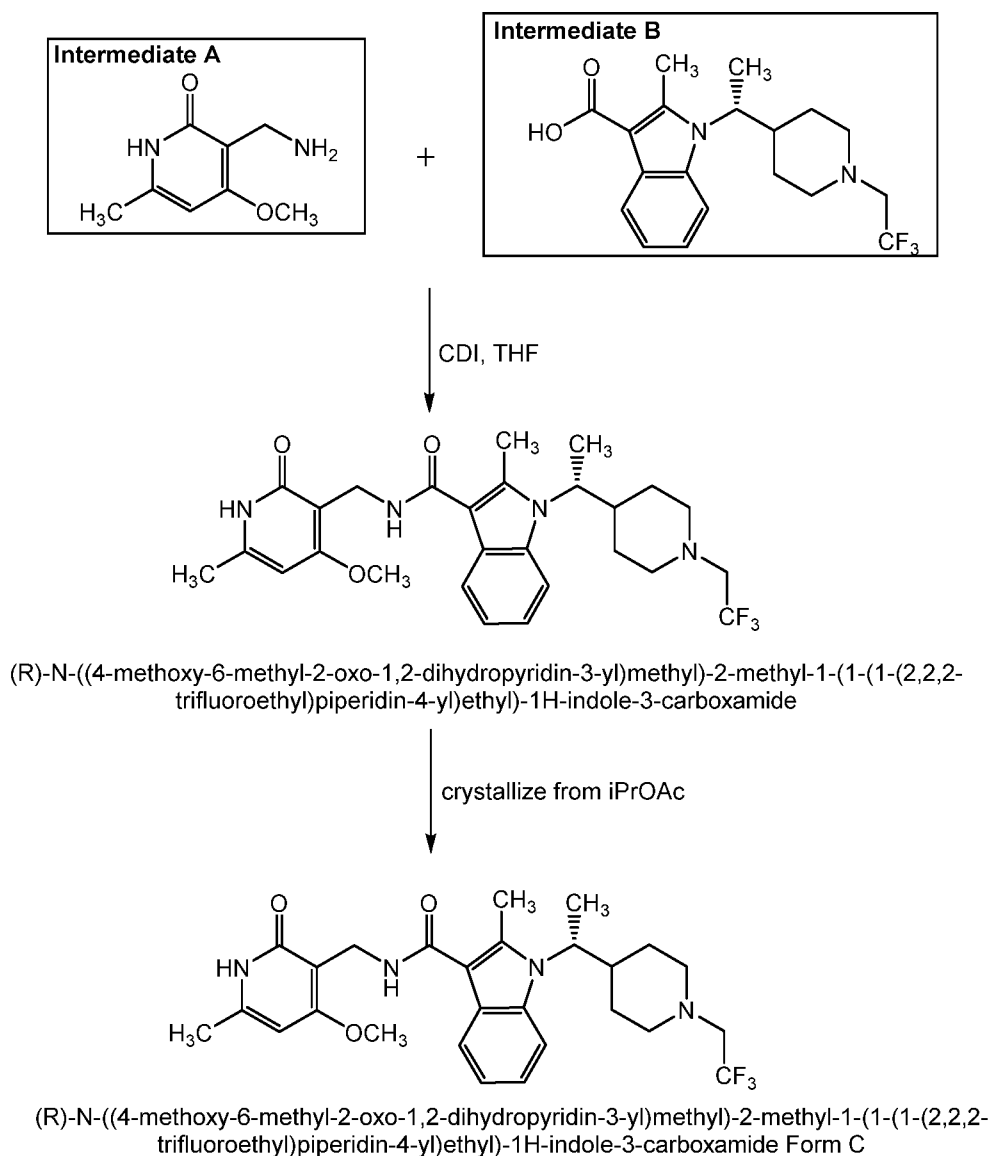 Intermediate A
O
HN
NH2
H3C
OCH3
+
Intermediate B
O
CH3
CH3
HO
N
N
CF3
CDI, THF
O
O
CH3
CH3
HN
N
H
N
N
H3C
OCH3
CF3
(R)-N-((4-methoxy-6-methyl-2-oxo-1,2-dihydropyridin-3-yl)methyl)-2-methyl-1-(1-(1-(2,2,2-
trifluoroethyl)piperidin-4-yl)ethyl)-1H-indole-3-carboxamide
crystallize from iPrOAc
O
O
CH3
CH3
HN
N
H
N
N
H3C
OCH3
CF3
(R)-N-((4-methoxy-6-methyl-2-oxo-1,2-dihydropyridin-3-yl)methyl)-2-methyl-1-(1-(1-(2,2,2-
trifluoroethyl)piperidin-4-yl)ethyl)-1H-indole-3-carboxamide Form C